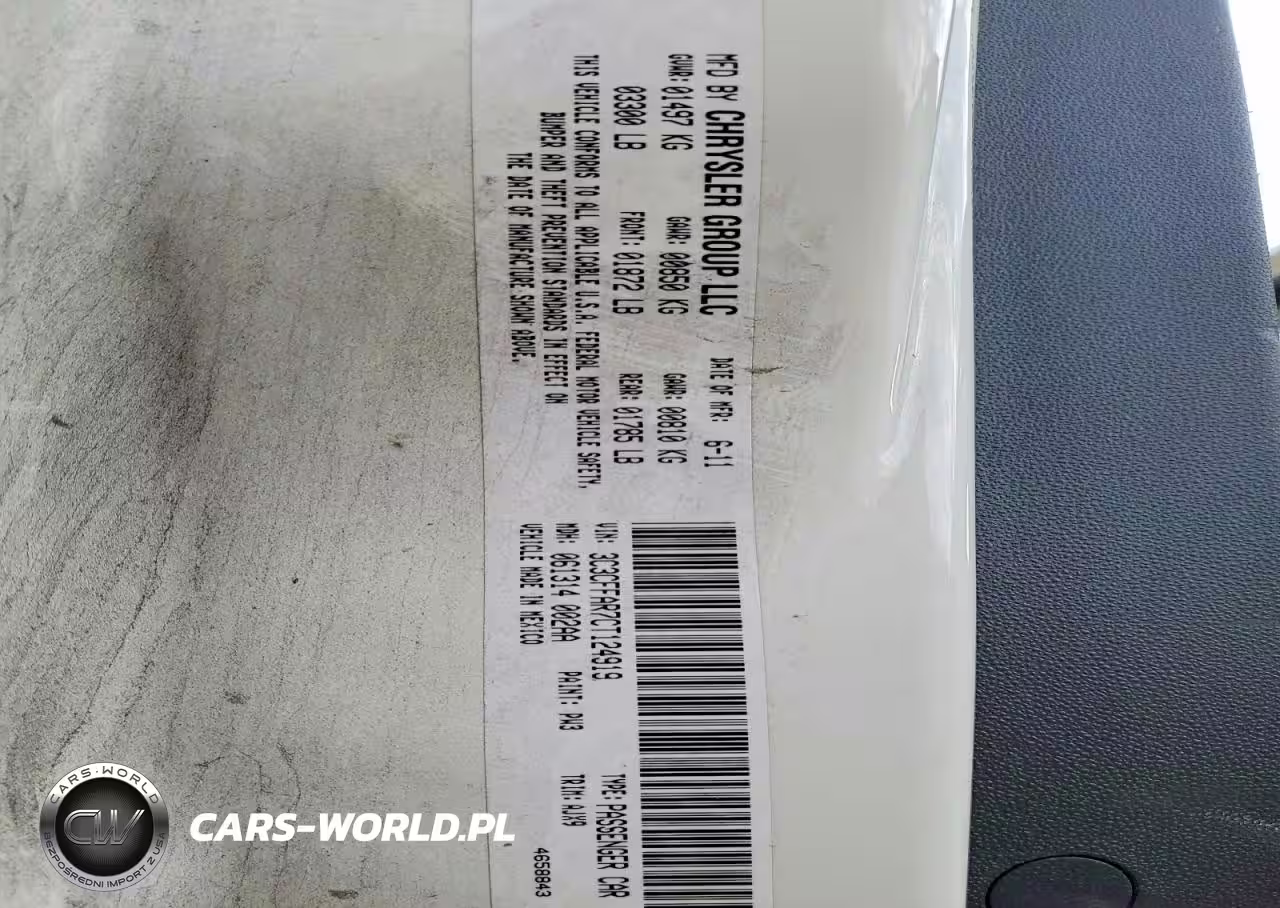 MFD BY CHRYSLER GROUP LLC DATE OF MFR: 6-11
GVWR: 01497 KG GAWR: 00850 KG GAWR: 00810 KG
03300 LB FRONT: 01872 LB REAR: 01785 LB
THIS VEHICLE CONFORMS TO ALL APPLICABLE U.S.A. FEDERAL MOTOR VEHICLE SAFETY,
BUMPER AND THEFT PREVENTION STANDARDS IN EFFECT ON
THE DATE OF MANUFACTURE SHOWN ABOVE.
VIN: 3C3CFFAR7CT124919 TYPE: PASSENGER CAR
MDH: 061314 002AA PAINT: PW3 TRIM: AJX9
VEHICLE MADE IN MEXICO 4658843
CARS-WORLD
CW
BEZPOŚREDNI IMPORT Z USA
CARS-WORLD.PL